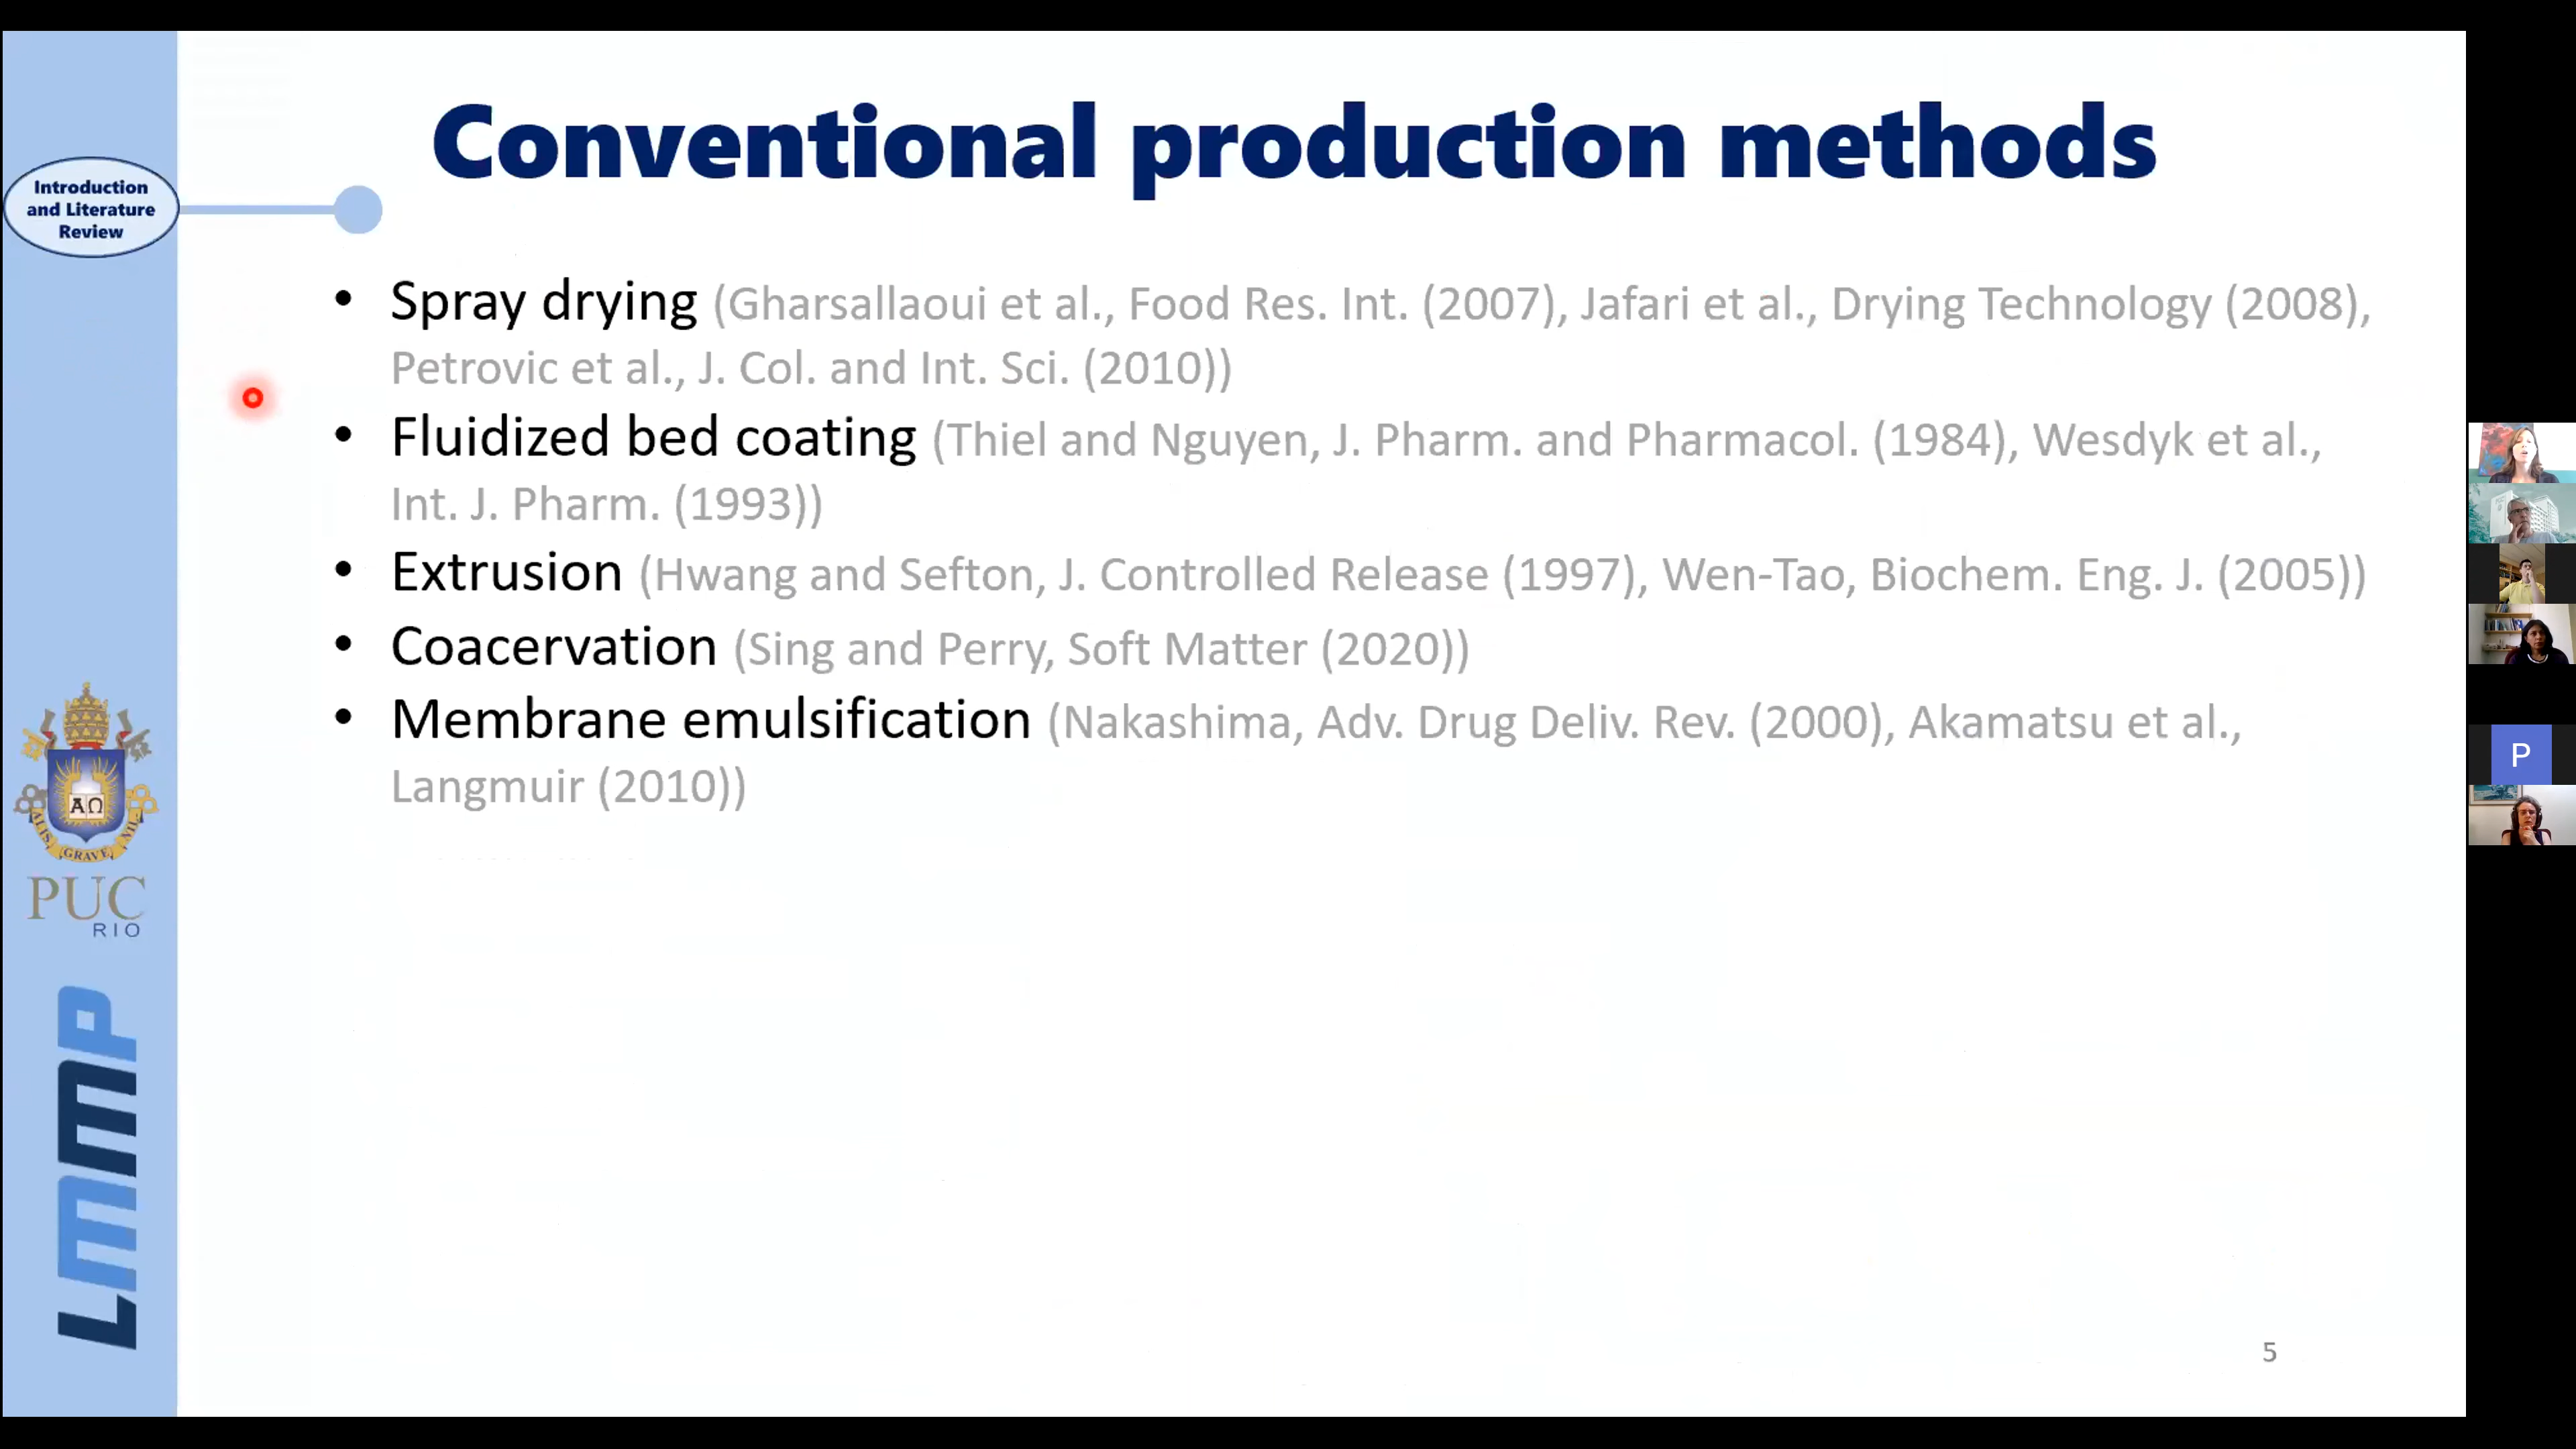 Conventional production methods
Introduction
and Literature
Review
• Spray drying (Gharsallaoui et al., Food Res. Int. (2007), Jafari et al., Drying Technology (2008),
Petrovic et al., J. Col. and Int. Sci. (2010))
• Fluidized bed coating (Thiel and Nguyen, J. Pharm. and Pharmacol. (1984), Wesdyk et al.,
Int. J. Pharm. (1993))
• Extrusion (Hwang and Sefton, J. Controlled Release (1997), Wen-Tao, Biochem. Eng. J. (2005))
• Coacervation (Sing and Perry, Soft Matter (2020))
• Membrane emulsification (Nakashima, Adv. Drug Deliv. Rev. (2000), Akamatsu et al.,
Langmuir (2010))
P
ΑΩ
ALIS GRAVE NIL
PUC
RIO
LMMP
5